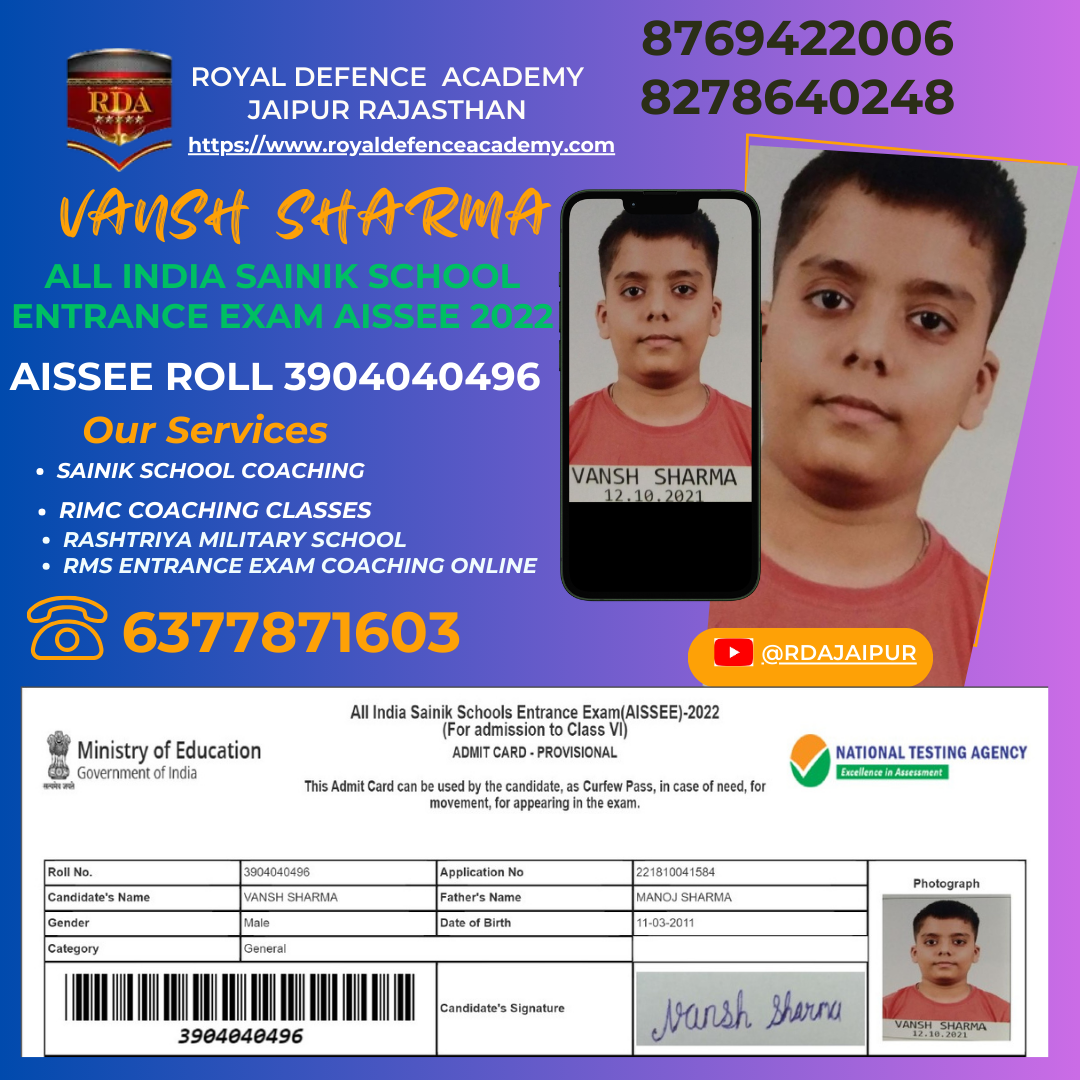 RDA
ROYAL DEFENCE ACADEMY
JAIPUR RAJASTHAN
https://www.royaldefenceacademy.com
8769422006
8278640248
VANSH SHARMA
ALL INDIA SAINIK SCHOOL
ENTRANCE EXAM AISSEE 2022
AISSEE ROLL 3904040496
Our Services
• SAINIK SCHOOL COACHING
• RIMC COACHING CLASSES
• RASHTRIYA MILITARY SCHOOL
• RMS ENTRANCE EXAM COACHING ONLINE
6377871603
VANSH SHARMA
12.10.2021
@RDAJAIPUR
All India Sainik Schools Entrance Exam(AISSEE)-2022
(For admission to Class VI)
ADMIT CARD - PROVISIONAL
सत्यमेव जयते
Ministry of Education
Government of India
NATIONAL TESTING AGENCY
Excellence in Assessment
This Admit Card can be used by the candidate, as Curfew Pass, in case of need, for
movement, for appearing in the exam.
Roll No. 3904040496 Application No 221810041584
Candidate's Name VANSH SHARMA Father's Name MANOJ SHARMA
Gender Male Date of Birth 11-03-2011
Category General
Photograph
VANSH SHARMA
12.10.2021
3904040496
Candidate's Signature
Vansh Sharma